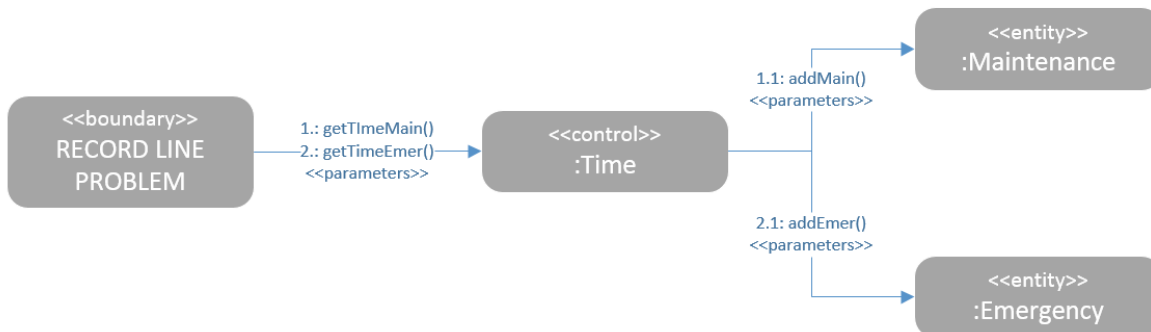 <<boundary>>
RECORD LINE
PROBLEM
1.: getTImeMain()
2.: getTimeEmer()
<<parameters>>
<<control>>
:Time
1.1: addMain()
<<parameters>>
<<entity>>
:Maintenance
2.1: addEmer()
<<parameters>>
<<entity>>
:Emergency